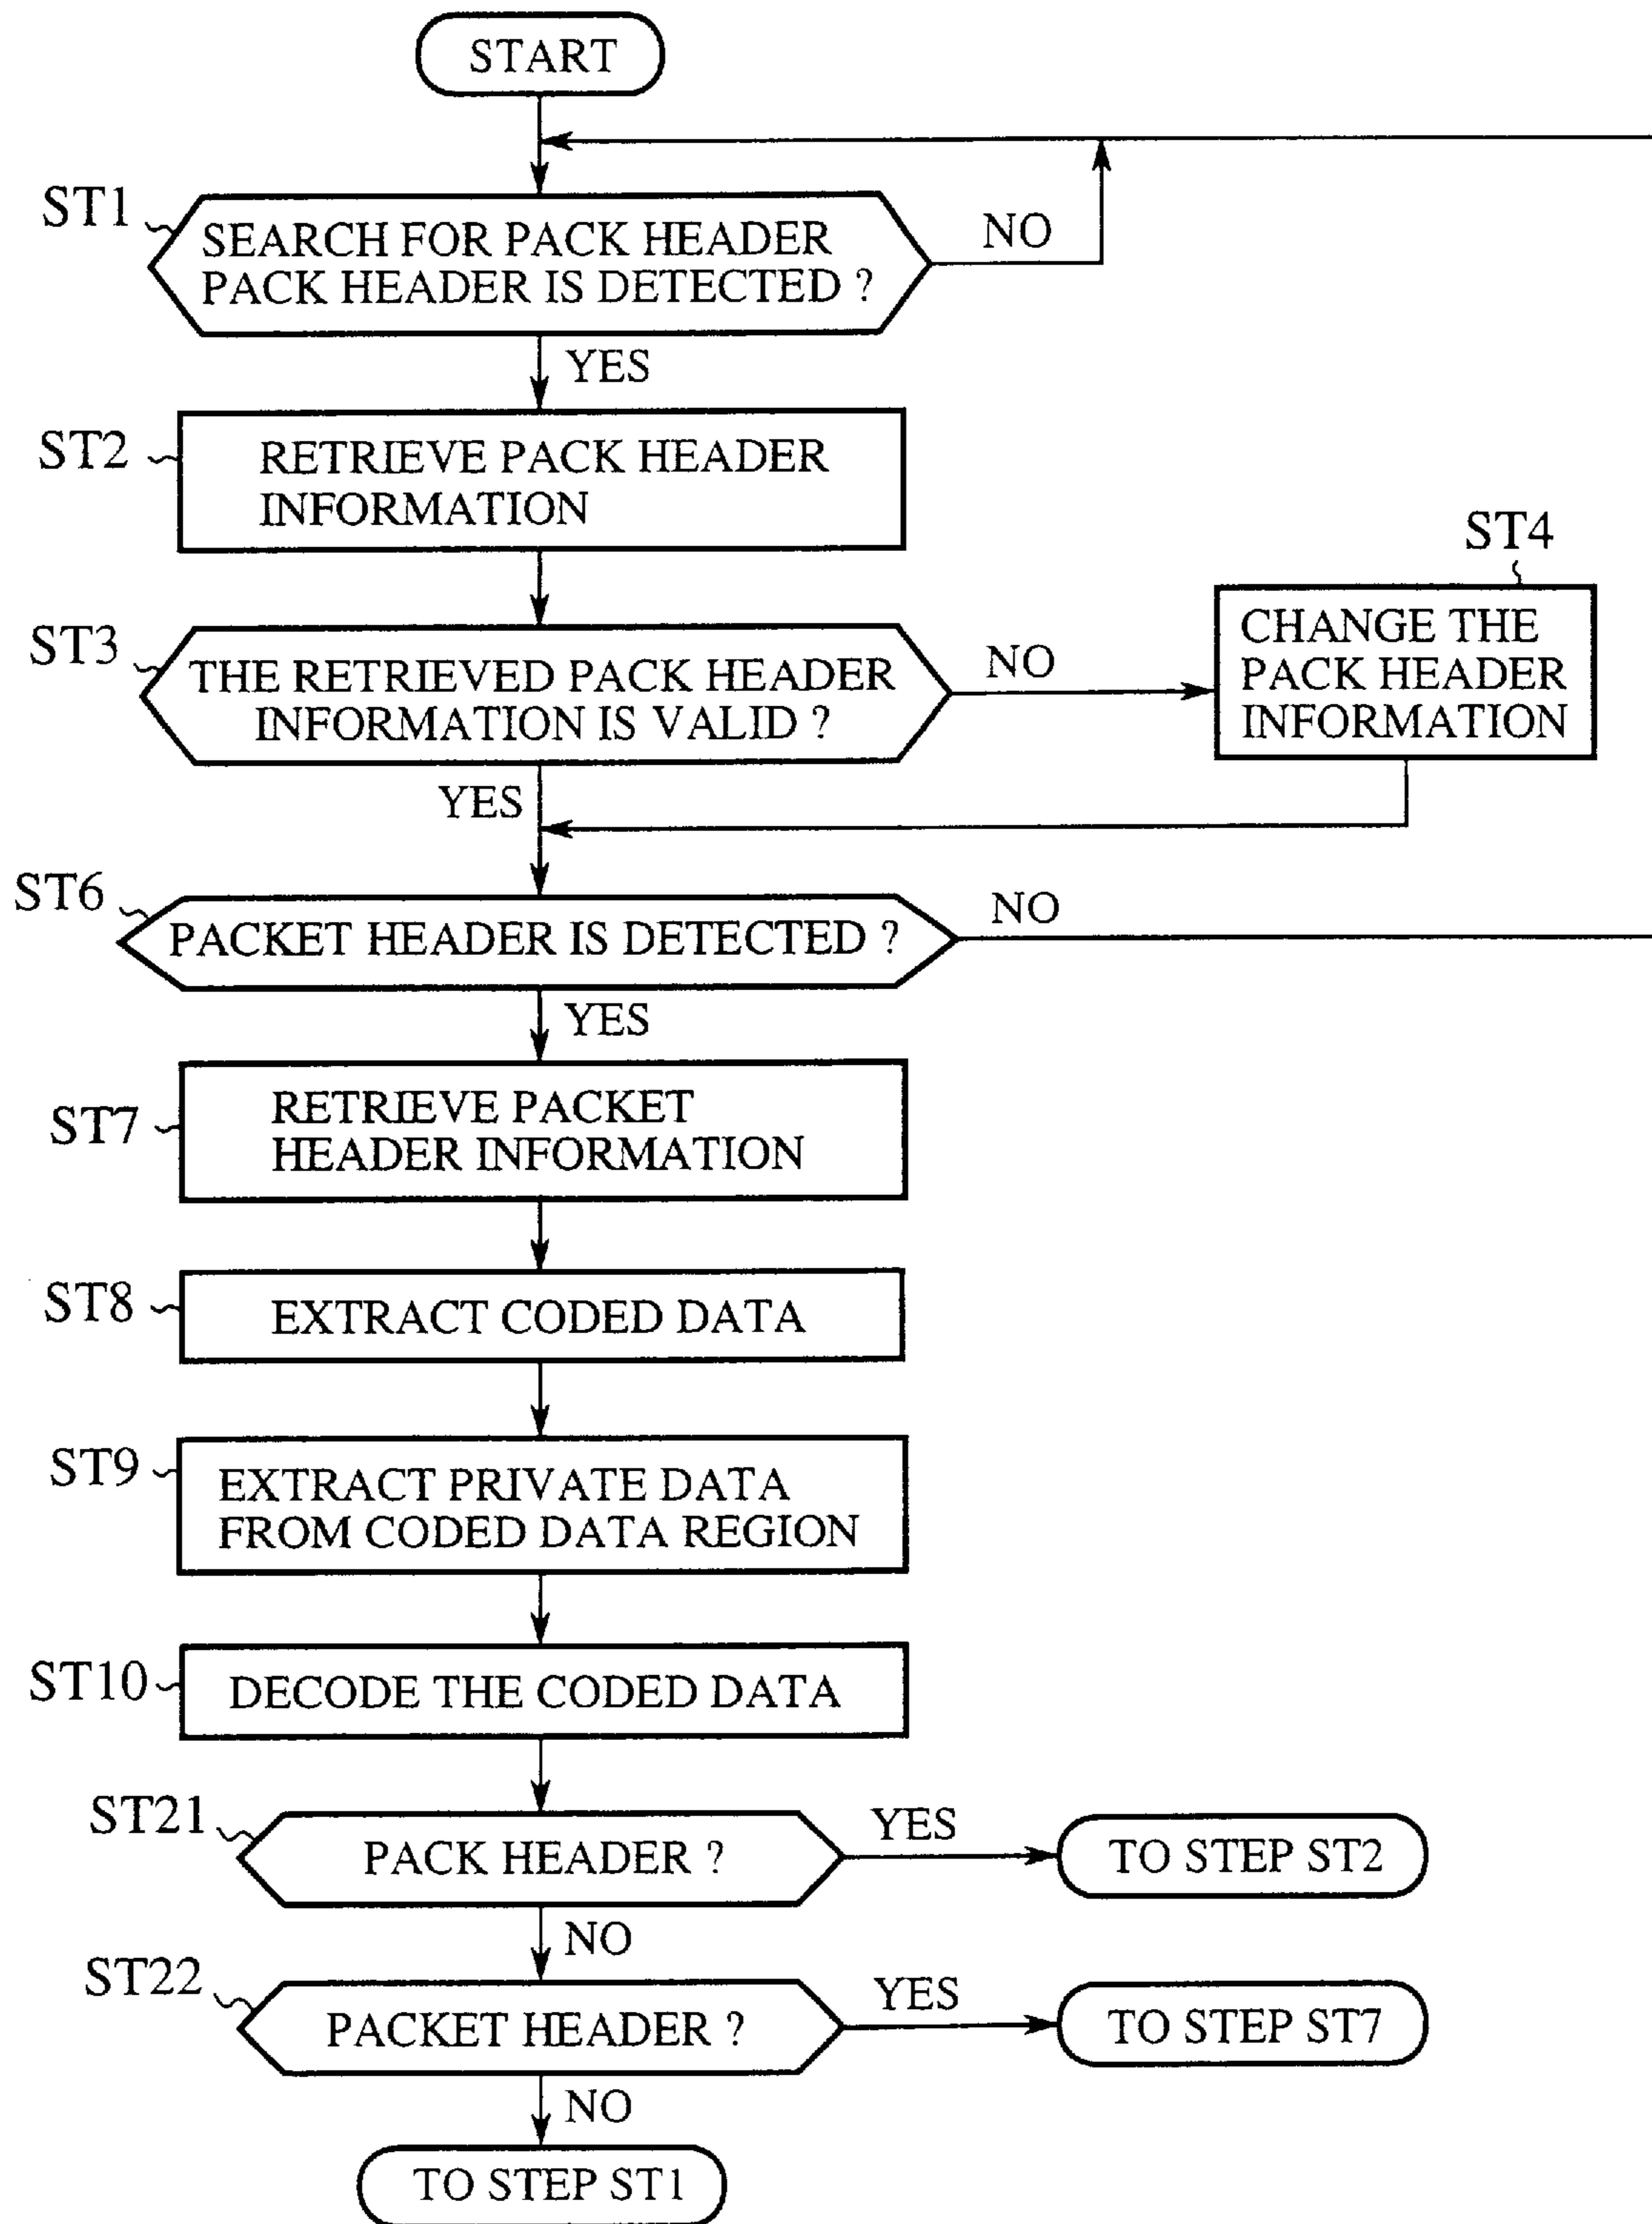 START
ST1
SEARCH FOR PACK HEADER
PACK HEADER IS DETECTED ?
NO
YES
ST2
RETRIEVE PACK HEADER
INFORMATION
ST3
THE RETRIEVED PACK HEADER
INFORMATION IS VALID ?
NO
ST4
CHANGE THE
PACK HEADER
INFORMATION
YES
ST6
PACKET HEADER IS DETECTED ?
NO
YES
ST7
RETRIEVE PACKET
HEADER INFORMATION
ST8
EXTRACT CODED DATA
ST9
EXTRACT PRIVATE DATA
FROM CODED DATA REGION
ST10
DECODE THE CODED DATA
ST21
PACK HEADER ?
YES
TO STEP ST2
NO
ST22
PACKET HEADER ?
YES
TO STEP ST7
NO
TO STEP ST1